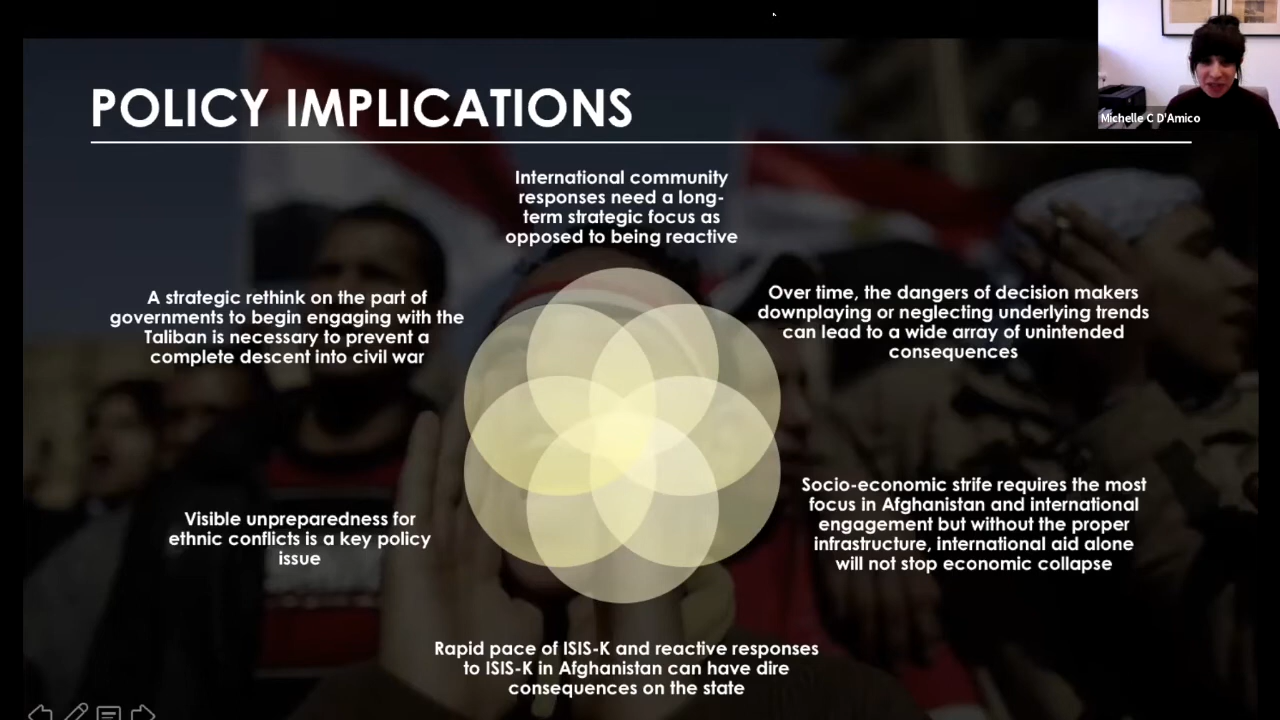 POLICY IMPLICATIONS
Michelle C D'Amico
International community
responses need a long-
term strategic focus as
opposed to being reactive
Over time, the dangers of decision makers
downplaying or neglecting underlying trends
can lead to a wide array of unintended
consequences
Socio-economic strife requires the most
focus in Afghanistan and international
engagement but without the proper
infrastructure, international aid alone
will not stop economic collapse
Rapid pace of ISIS-K and reactive responses
to ISIS-K in Afghanistan can have dire
consequences on the state
Visible unpreparedness for
ethnic conflicts is a key policy
issue
A strategic rethink on the part of
governments to begin engaging with the
Taliban is necessary to prevent a
complete descent into civil war